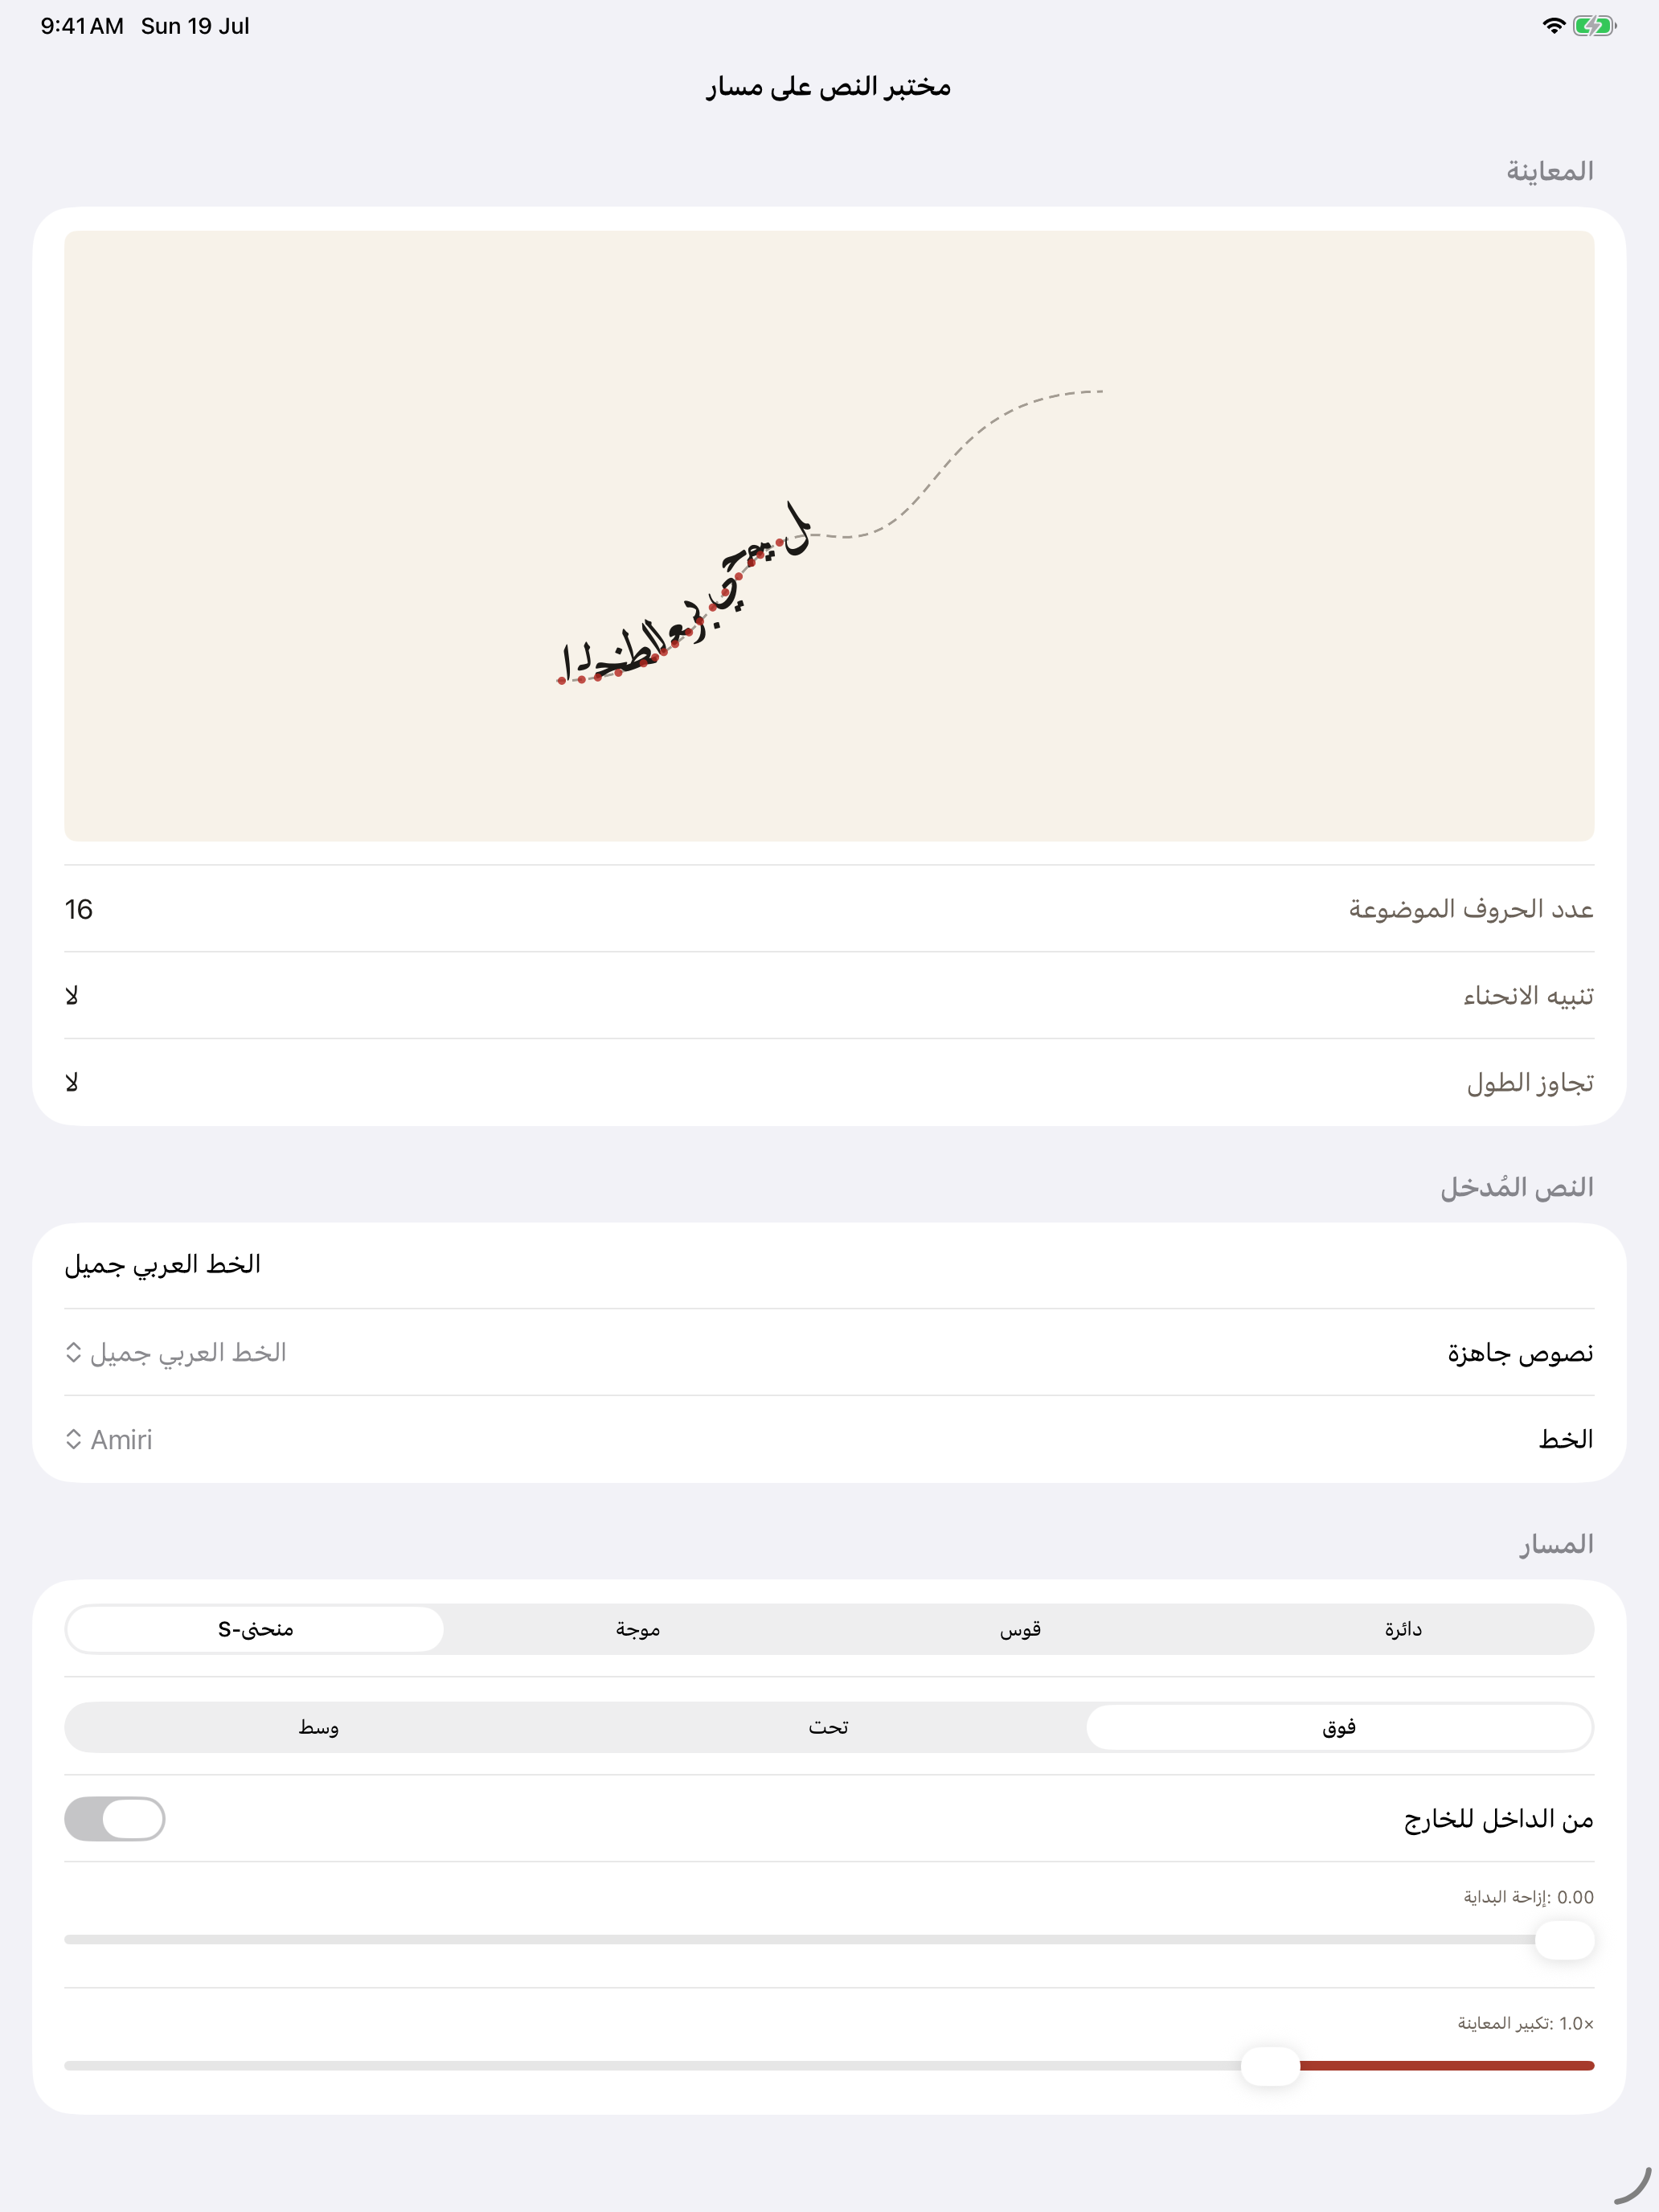 9:41 AM Sun 19 Jul
مختبر النص على مسار
المعاينة
عدد الحروف الموضوعة 16
تنبيه الانحناء لا
تجاوز الطول لا
النص المُدخل
الخط العربي جميل
نصوص جاهزة الخط العربي جميل
الخط Amiri
المسار
دائرة قوس موجة منحنى-S
فوق تحت وسط
من الداخل للخارج
إزاحة البداية: 0.00
تكبير المعاينة: 1.0×